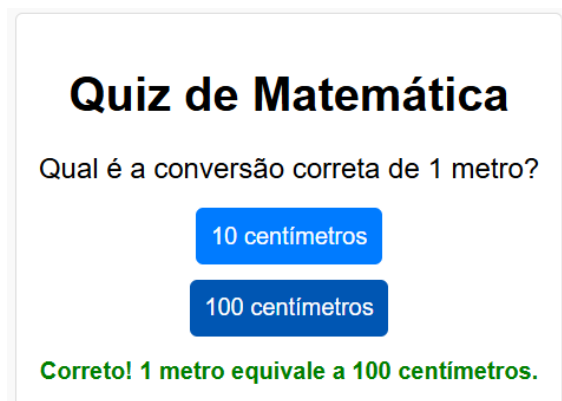 Quiz de Matemática
Qual é a conversão correta de 1 metro?
10 centímetros
100 centímetros
Correto! 1 metro equivale a 100 centímetros.